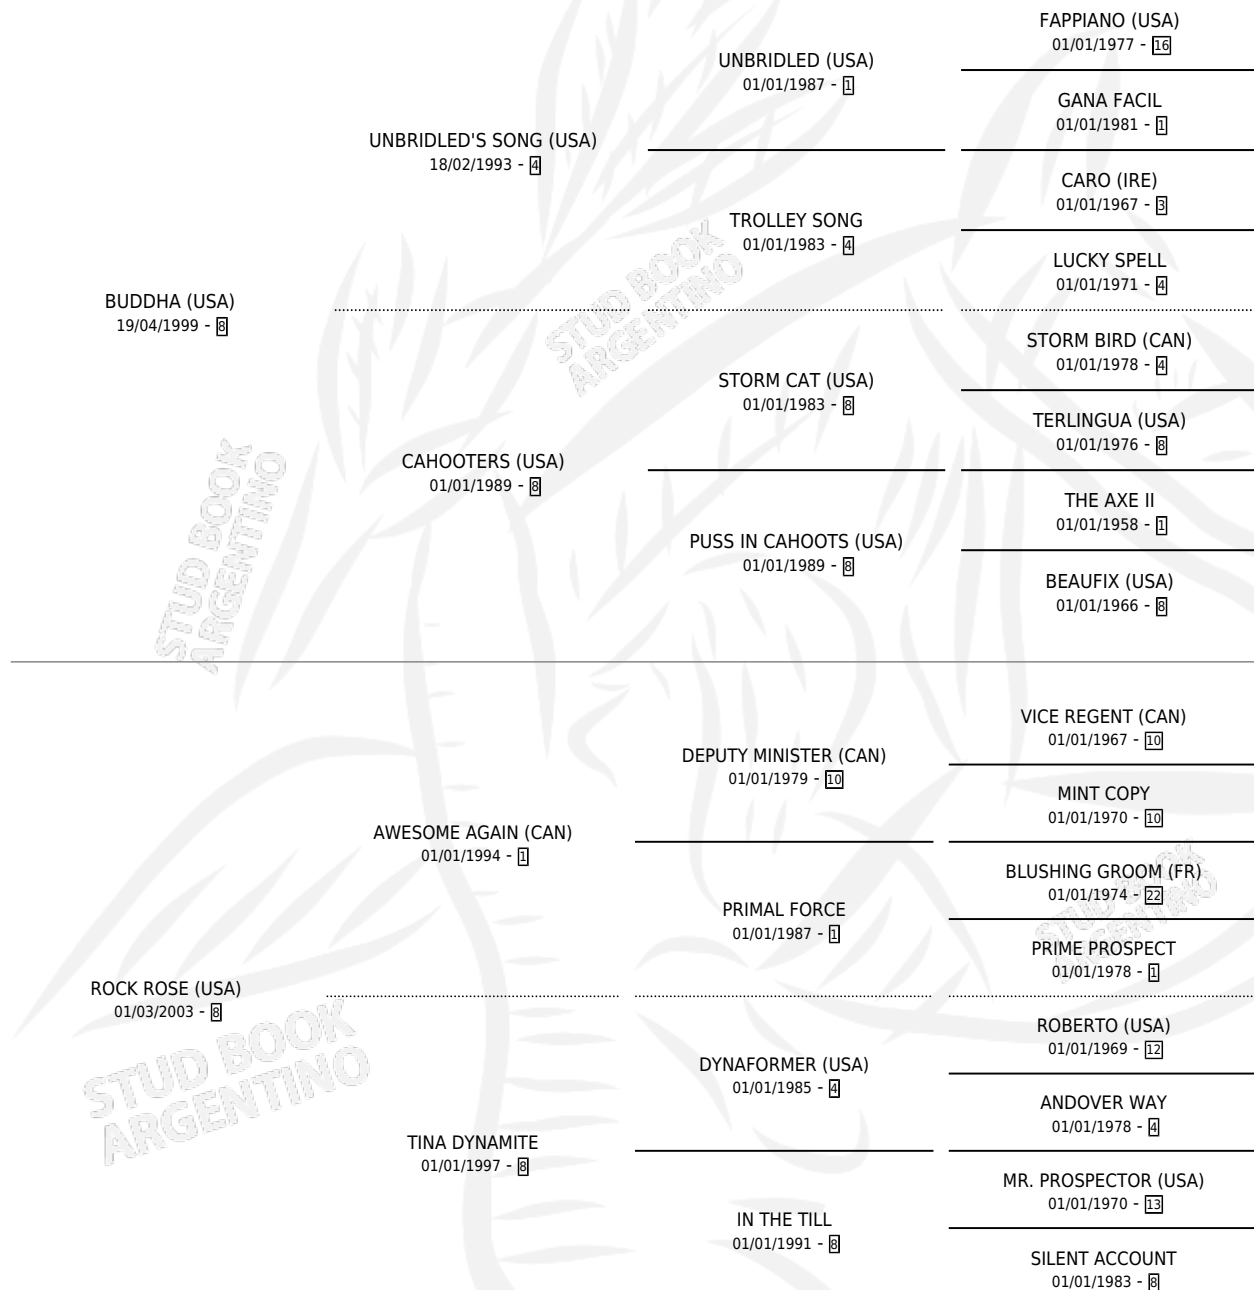 FAPPIANO (USA)
01/01/1977 - 16
UNBRIDLED (USA)
01/01/1987 - 1
GANA FACIL
01/01/1981 - 1
UNBRIDLED'S SONG (USA)
18/02/1993 - 4
CARO (IRE)
01/01/1967 - 3
TROLLEY SONG
01/01/1983 - 4
LUCKY SPELL
01/01/1971 - 4
BUDDHA (USA)
19/04/1999 - 8
STORM BIRD (CAN)
01/01/1978 - 4
STORM CAT (USA)
01/01/1983 - 8
TERLINGUA (USA)
01/01/1976 - 8
CAHOOTERS (USA)
01/01/1989 - 8
THE AXE II
01/01/1958 - 1
PUSS IN CAHOOTS (USA)
01/01/1989 - 8
BEAUFIX (USA)
01/01/1966 - 8
VICE REGENT (CAN)
01/01/1967 - 10
DEPUTY MINISTER (CAN)
01/01/1979 - 10
MINT COPY
01/01/1970 - 10
AWESOME AGAIN (CAN)
01/01/1994 - 1
BLUSHING GROOM (FR)
01/01/1974 - 22
PRIMAL FORCE
01/01/1987 - 1
PRIME PROSPECT
01/01/1978 - 1
ROCK ROSE (USA)
01/03/2003 - 8
ROBERTO (USA)
01/01/1969 - 12
DYNAFORMER (USA)
01/01/1985 - 4
ANDOVER WAY
01/01/1978 - 4
TINA DYNAMITE
01/01/1997 - 8
MR. PROSPECTOR (USA)
01/01/1970 - 13
IN THE TILL
01/01/1991 - 8
SILENT ACCOUNT
01/01/1983 - 8
STUD BOOK
ARGENTINO
STUD BOOK
ARGENTINO
STUD BOOK
ARGENTINO
STUD BOOK
ARGENTINO